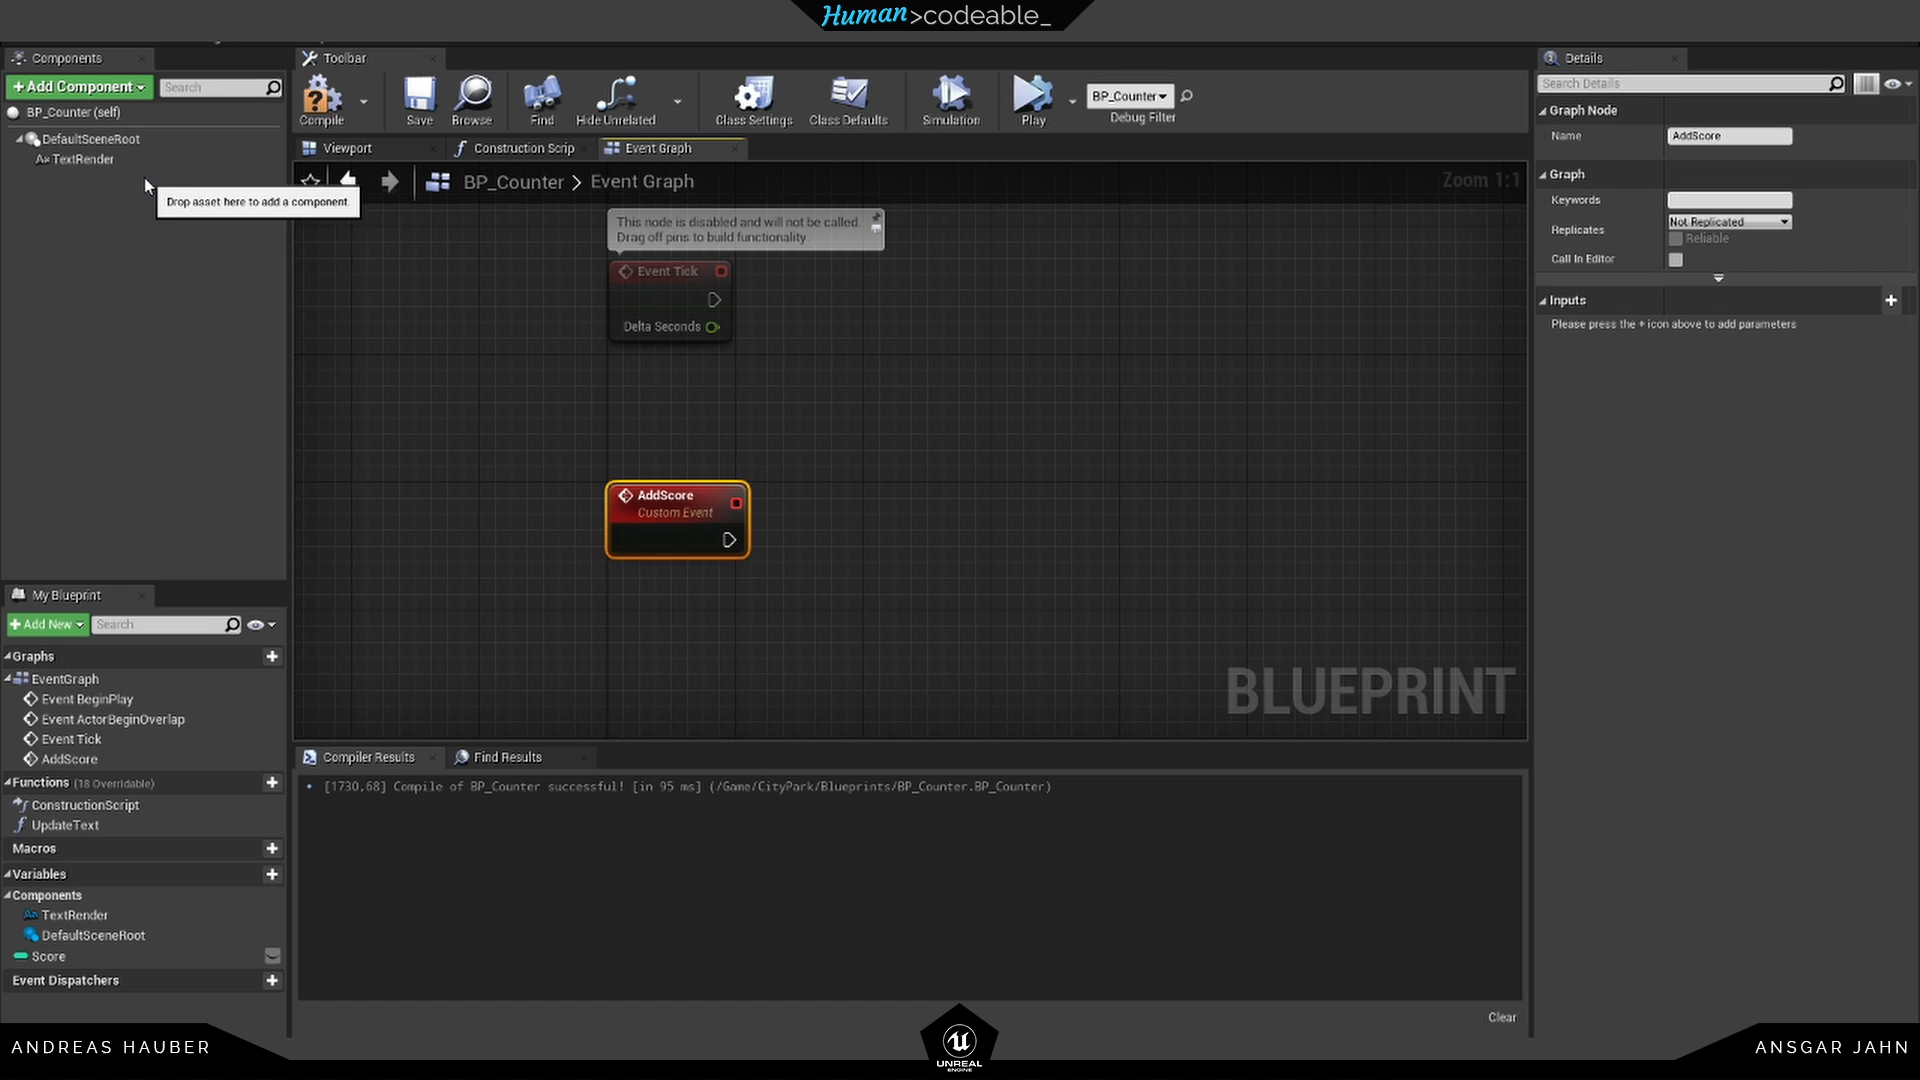 Human>codeable_
Components
Toolbar
Details
+Add Component
Search
BP_Counter (self)
DefaultSceneRoot
TextRender
Drop asset here to add a component
Compile
Save
Browse
Find
Hide Unrelated
Class Settings
Class Defaults
Simulation
Play
BP_Counter
Debug Filter
Viewport
Construction Scrip
Event Graph
BP_Counter > Event Graph
Zoom 1:1
This node is disabled and will not be called.
Drag off pins to build functionality.
Event Tick
Delta Seconds
AddScore
Custom Event
BLUEPRINT
Search Details
Graph Node
Name
AddScore
Graph
Keywords
Replicates
Not Replicated
Reliable
Call In Editor
Inputs
Please press the + icon above to add parameters
My Blueprint
+Add New
Search
Graphs
EventGraph
Event BeginPlay
Event ActorBeginOverlap
Event Tick
AddScore
Functions (18 Overridable)
ConstructionScript
UpdateText
Macros
Variables
Components
TextRender
DefaultSceneRoot
Score
Event Dispatchers
Compiler Results
Find Results
[1730,68] Compile of BP_Counter successful! [in 95 ms] (/Game/CityPark/Blueprints/BP_Counter.BP_Counter)
Clear
ANDREAS HAUBER
UNREAL
ENGINE
ANSGAR JAHN